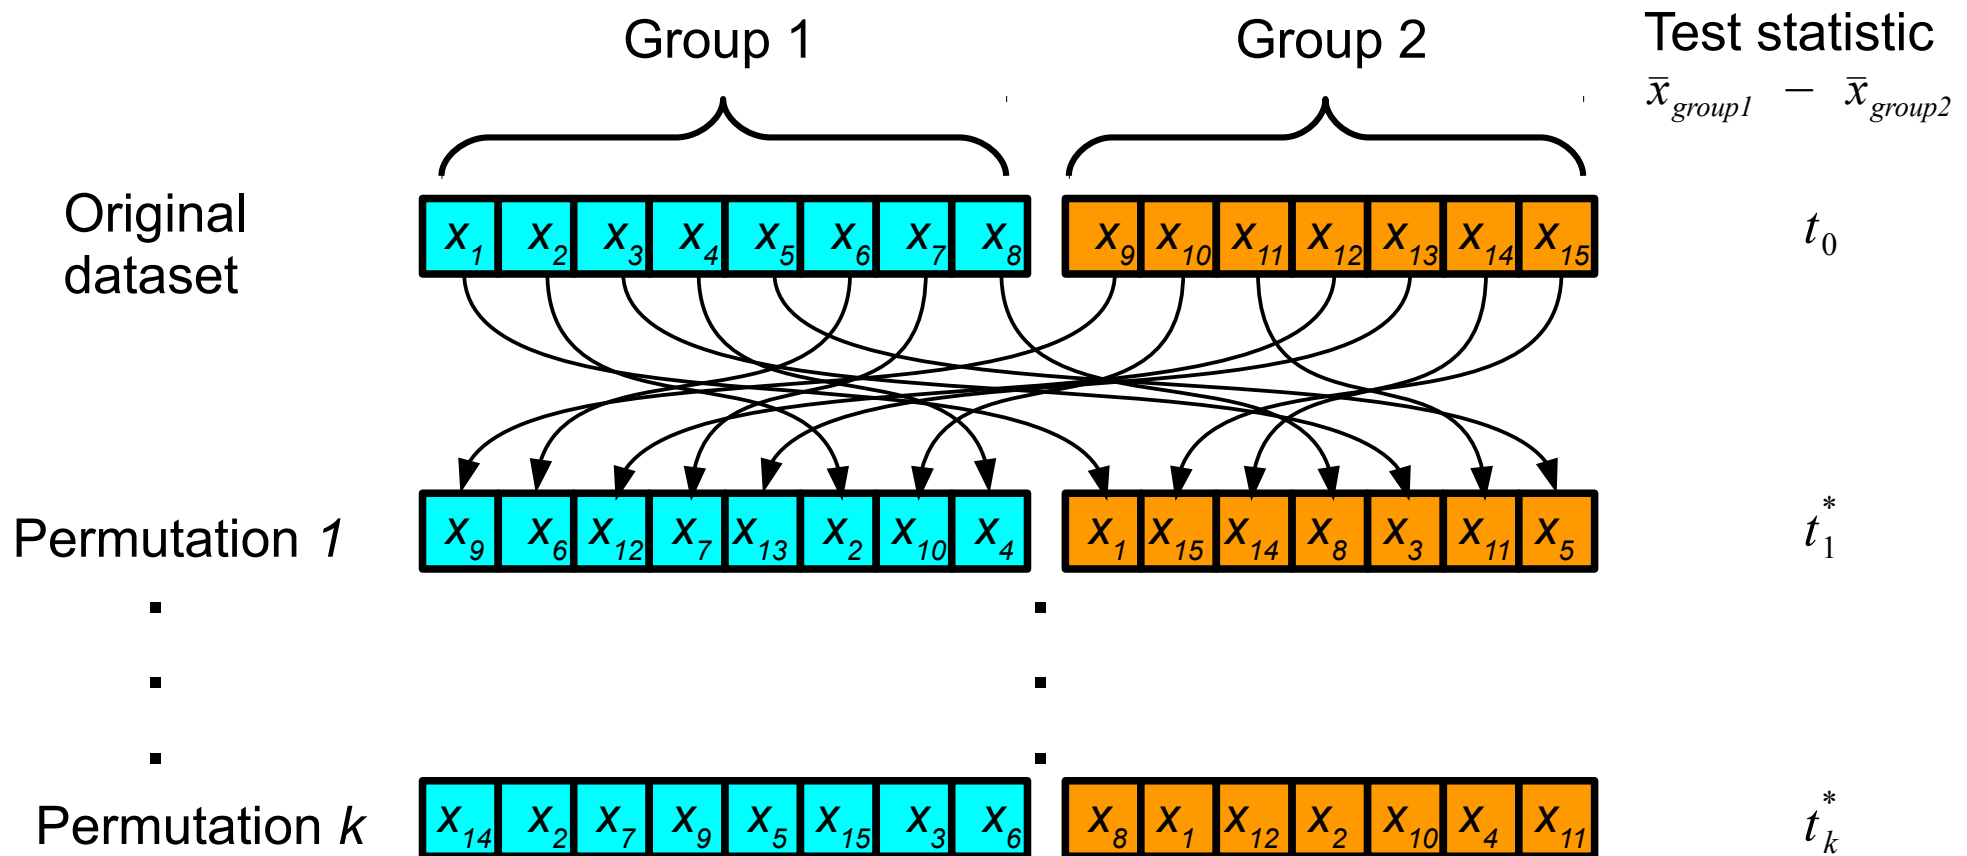 Group 1 Group 2 Test statistic
x̄group1 − x̄group2
Original
dataset
x1 x2 x3 x4 x5 x6 x7 x8 x9 x10 x11 x12 x13 x14 x15 t0
Permutation 1 x9 x6 x12 x7 x13 x2 x10 x4 x1 x15 x14 x8 x3 x11 x5 t*1
Permutation k x14 x2 x7 x9 x5 x15 x3 x6 x8 x1 x12 x2 x10 x4 x11 t*k